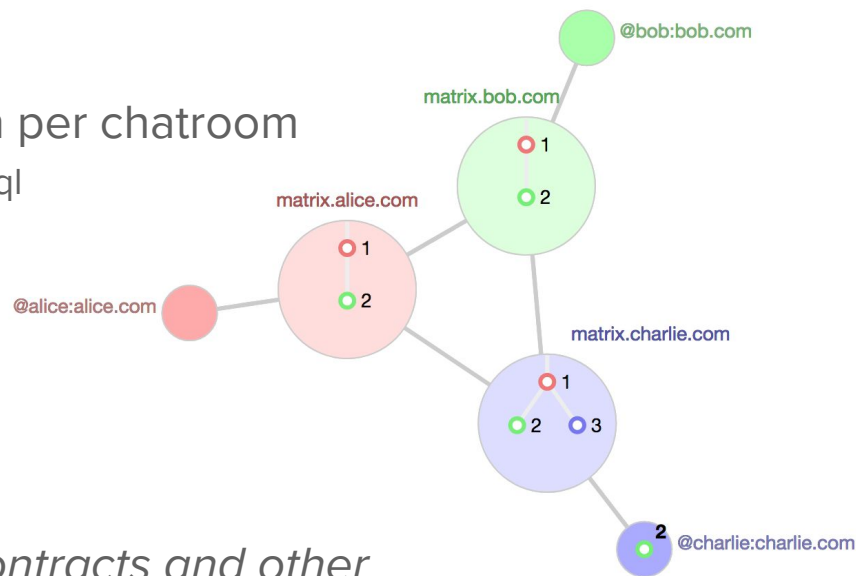 @bob:bob.com
matrix.bob.com
per chatroom
1
2
matrix.alice.com
1
2
@alice:alice.com
matrix.charlie.com
1
2
3
and other
2
@charlie:charlie.com